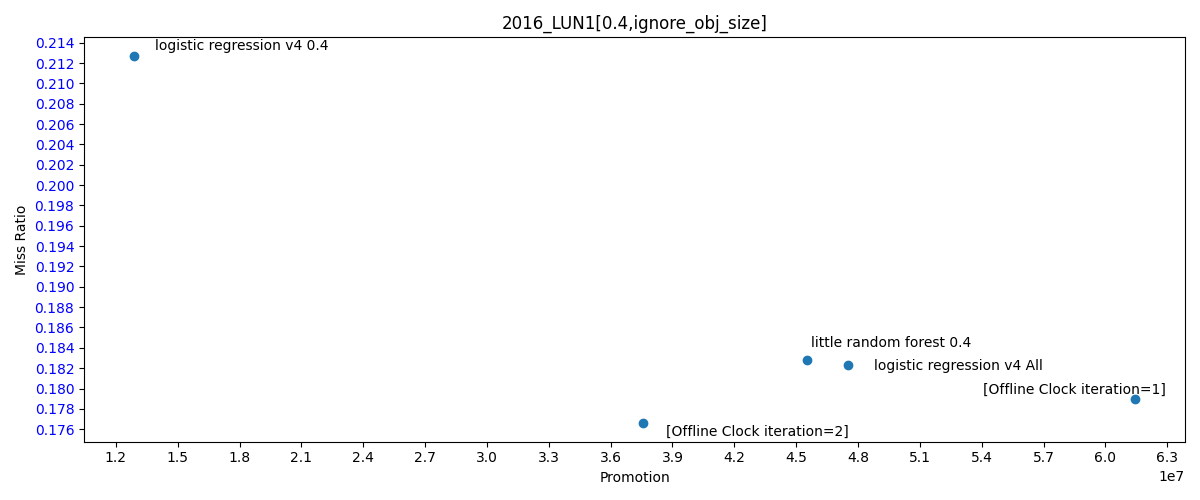 2016_LUN1[0.4,ignore_obj_size]
0.214
0.212
0.210
0.208
0.206
0.204
0.202
0.200
0.198
0.196
0.194
0.192
0.190
0.188
0.186
0.184
0.182
0.180
0.178
0.176
Miss Ratio
logistic regression v4 0.4
little random forest 0.4
logistic regression v4 All
[Offline Clock iteration=1]
[Offline Clock iteration=2]
1.2 1.5 1.8 2.1 2.4 2.7 3.0 3.3 3.6 3.9 4.2 4.5 4.8 5.1 5.4 5.7 6.0 6.3
1e7
Promotion